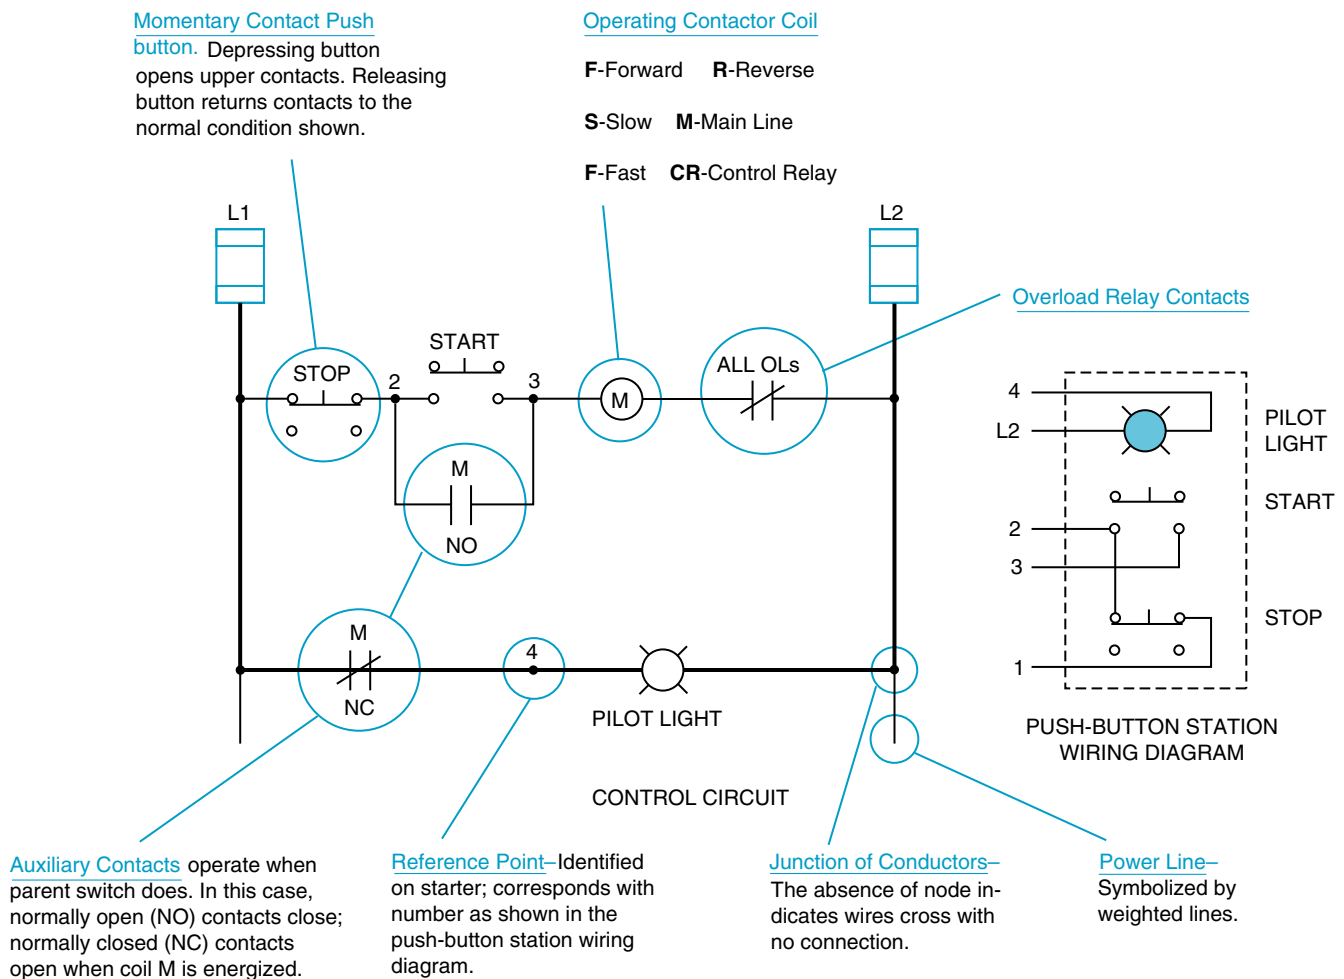 Momentary Contact Push
button. Depressing button
opens upper contacts. Releasing
button returns contacts to the
normal condition shown.
Operating Contactor Coil
F-Forward R-Reverse
S-Slow M-Main Line
F-Fast CR-Control Relay
L1
L2
Overload Relay Contacts
START
STOP
2
3
M
ALL OLs
M
NO
M
NC
4
PILOT LIGHT
CONTROL CIRCUIT
4
L2
PILOT
LIGHT
START
2
3
STOP
1
PUSH-BUTTON STATION
WIRING DIAGRAM
Auxiliary Contacts operate when
parent switch does. In this case,
normally open (NO) contacts close;
normally closed (NC) contacts
open when coil M is energized.
Reference Point–Identified
on starter; corresponds with
number as shown in the
push-button station wiring
diagram.
Junction of Conductors–
The absence of node in-
dicates wires cross with
no connection.
Power Line–
Symbolized by
weighted lines.